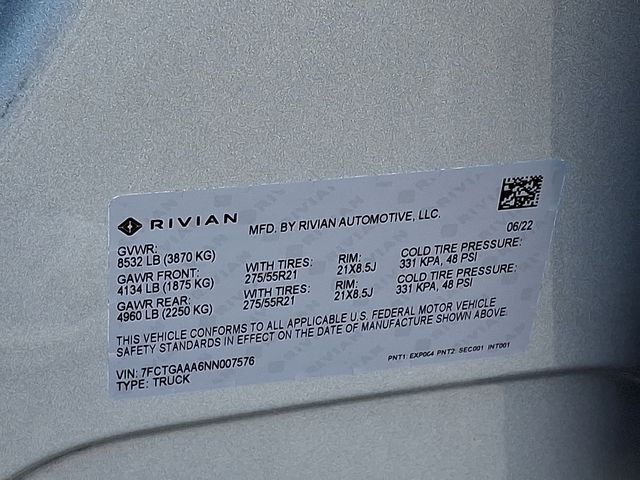 RIVIAN MFD. BY RIVIAN AUTOMOTIVE, LLC. 06/22
GVWR:
8532 LB (3870 KG)
GAWR FRONT: WITH TIRES: RIM: COLD TIRE PRESSURE:
4134 LB (1875 KG) 275/55R21 21X8.5J 331 KPA, 48 PSI
GAWR REAR: WITH TIRES: RIM: COLD TIRE PRESSURE:
4960 LB (2250 KG) 275/55R21 21X8.5J 331 KPA, 48 PSI
THIS VEHICLE CONFORMS TO ALL APPLICABLE U.S. FEDERAL MOTOR VEHICLE
SAFETY STANDARDS IN EFFECT ON THE DATE OF MANUFACTURE SHOWN ABOVE.
VIN: 7FCTGAAA6NN007576 PNT1: EXP0C4 PNT2: SEC001 INT001
TYPE: TRUCK